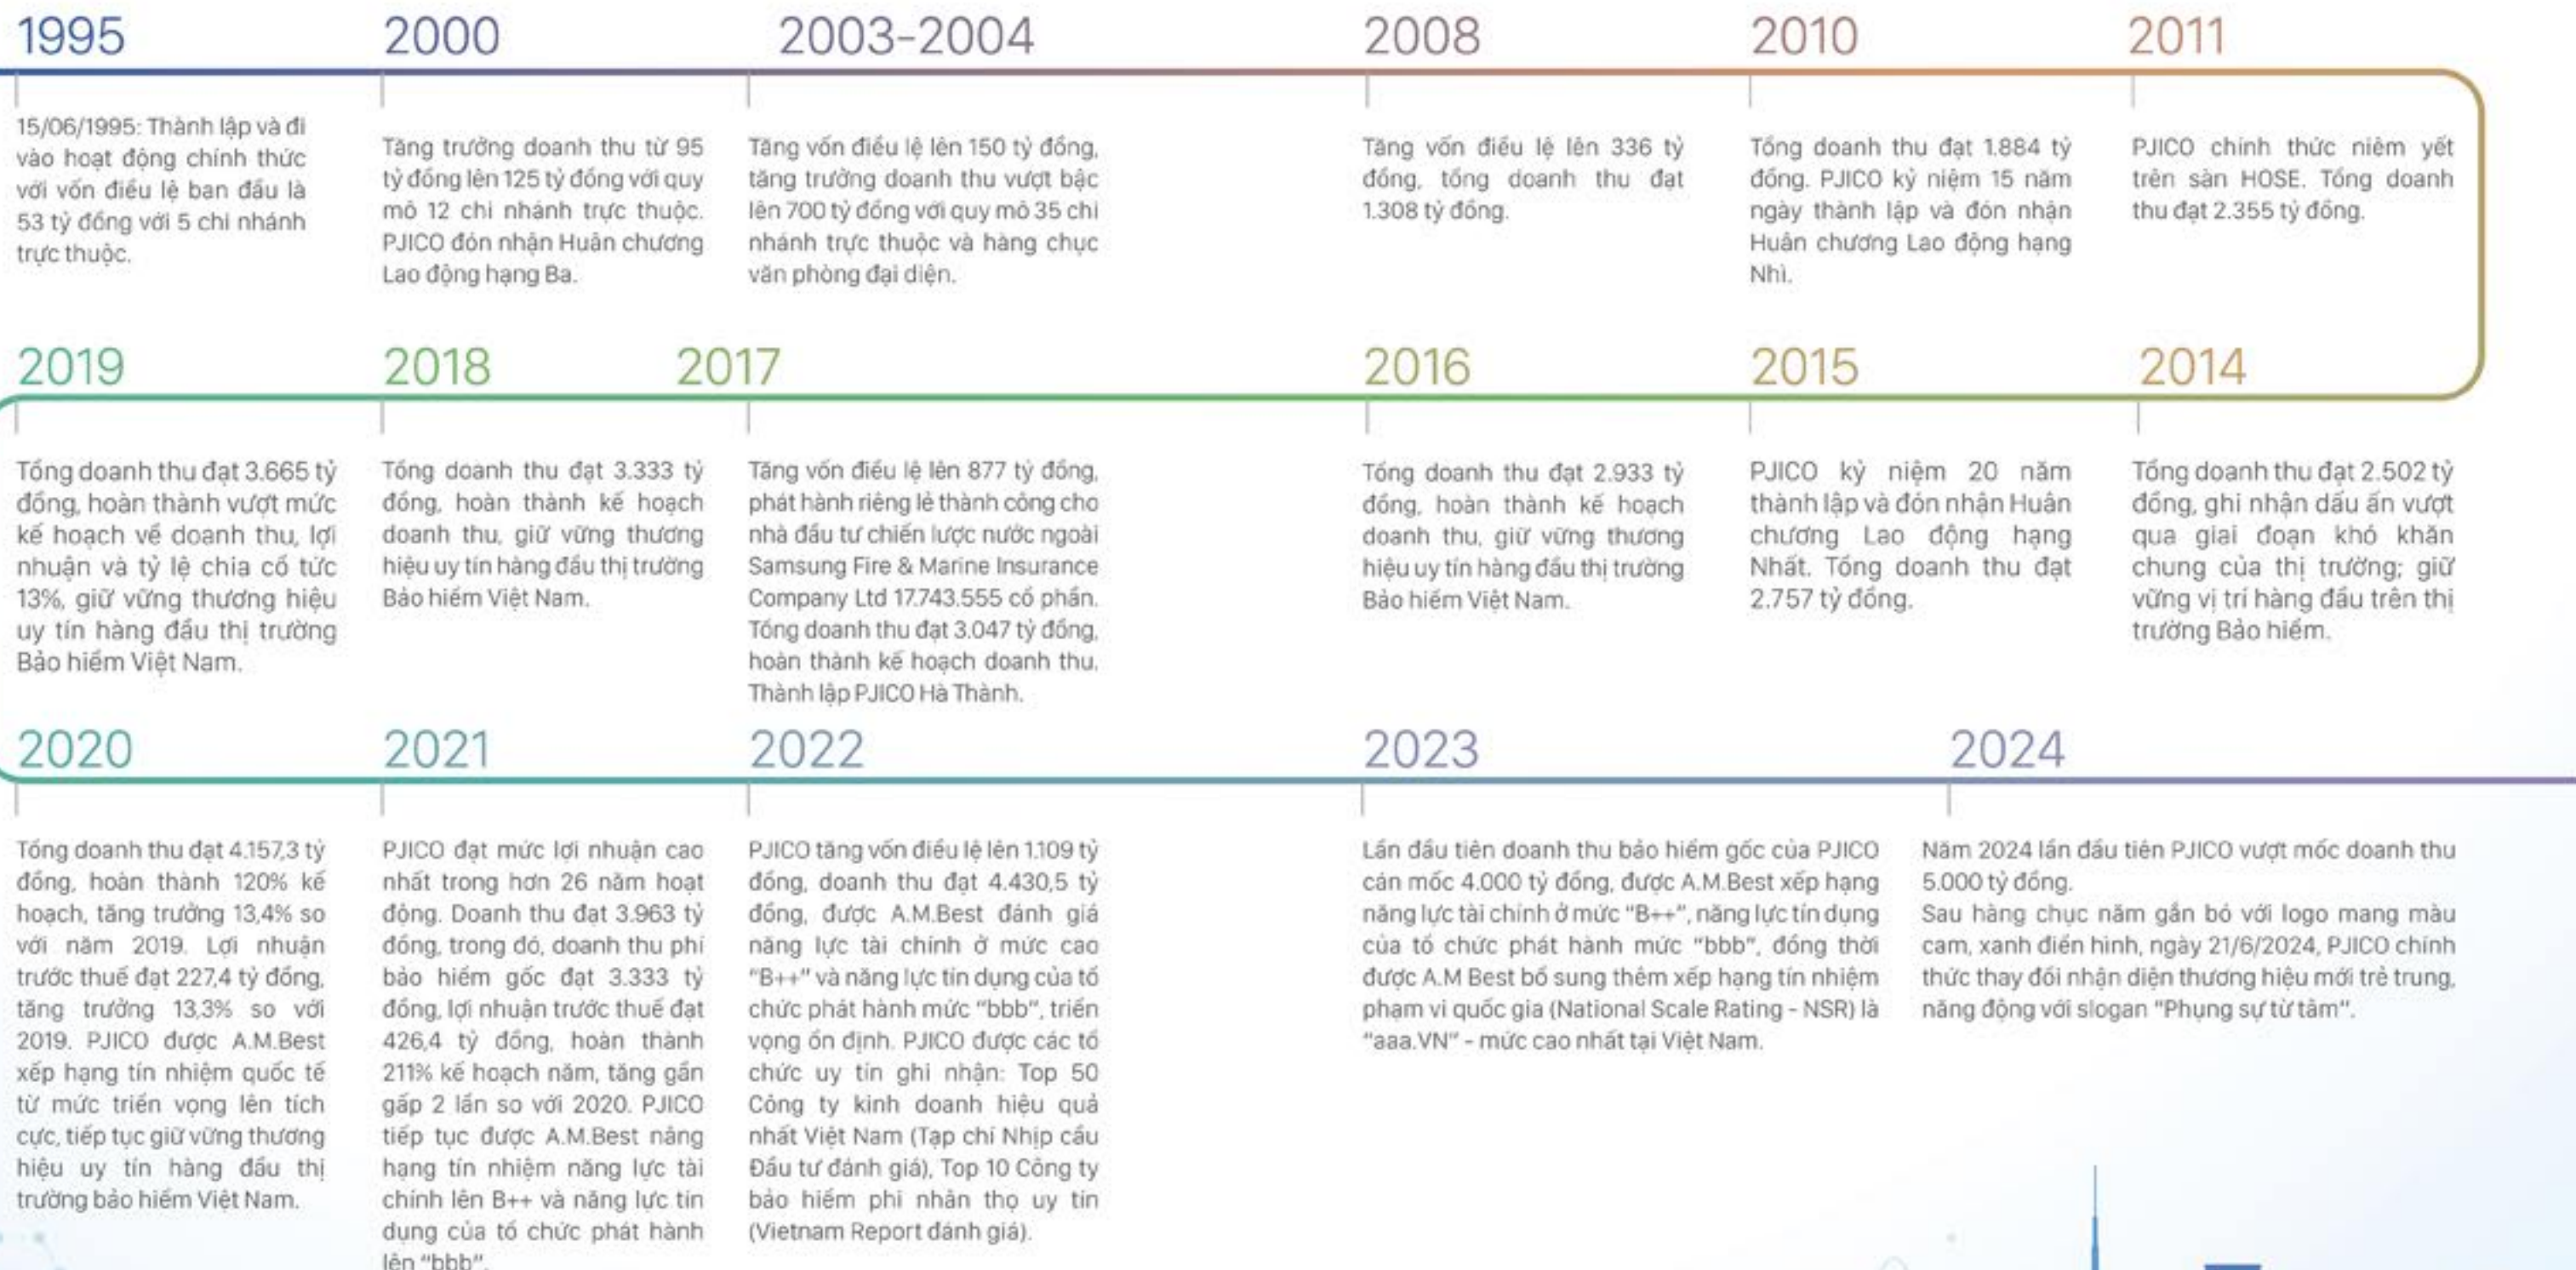 1995
15/06/1995: Thành lập và đi
vào hoạt động chính thức
với vốn điều lệ ban đầu là
53 tỷ đồng với 5 chi nhánh
trực thuộc.
2000
Tăng trưởng doanh thu từ 95
tỷ đồng lên 125 tỷ đồng với quy
mô 12 chi nhánh trực thuộc.
PJICO đón nhận Huân chương
Lao động hạng Ba.
2003-2004
Tăng vốn điều lệ lên 150 tỷ đồng,
tăng trưởng doanh thu vượt bậc
lên 700 tỷ đồng với quy mô 35 chi
nhánh trực thuộc và hàng chục
văn phòng đại diện.
2008
Tăng vốn điều lệ lên 336 tỷ
đồng, tổng doanh thu đạt
1.308 tỷ đồng.
2010
Tổng doanh thu đạt 1.884 tỷ
đồng. PJICO kỷ niệm 15 năm
ngày thành lập và đón nhận
Huân chương Lao động hạng
Nhì.
2011
PJICO chính thức niêm yết
trên sàn HOSE. Tổng doanh
thu đạt 2.355 tỷ đồng.
2019
Tổng doanh thu đạt 3.665 tỷ
đồng, hoàn thành vượt mức
kế hoạch về doanh thu, lợi
nhuận và tỷ lệ chia cổ tức
13%, giữ vững thương hiệu
uy tín hàng đầu thị trường
Bảo hiểm Việt Nam.
2018
Tổng doanh thu đạt 3.333 tỷ
đồng, hoàn thành kế hoạch
doanh thu, giữ vững thương
hiệu uy tín hàng đầu thị trường
Bảo hiểm Việt Nam.
2017
Tăng vốn điều lệ lên 877 tỷ đồng,
phát hành riêng lẻ thành công cho
nhà đầu tư chiến lược nước ngoài
Samsung Fire & Marine Insurance
Company Ltd 17.743.555 cổ phần.
Tổng doanh thu đạt 3.047 tỷ đồng,
hoàn thành kế hoạch doanh thu.
Thành lập PJICO Hà Thành.
2016
Tổng doanh thu đạt 2.933 tỷ
đồng, hoàn thành kế hoạch
doanh thu, giữ vững thương
hiệu uy tín hàng đầu thị trường
Bảo hiểm Việt Nam.
2015
PJICO kỷ niệm 20 năm
thành lập và đón nhận Huân
chương Lao động hạng
Nhất. Tổng doanh thu đạt
2.757 tỷ đồng.
2014
Tổng doanh thu đạt 2.502 tỷ
đồng, ghi nhận dấu ấn vượt
qua giai đoạn khó khăn
chung của thị trường; giữ
vững vị trí hàng đầu trên thị
trường Bảo hiểm.
2020
Tổng doanh thu đạt 4.157,3 tỷ
đồng, hoàn thành 120% kế
hoạch, tăng trưởng 13,4% so
với năm 2019. Lợi nhuận
trước thuế đạt 227,4 tỷ đồng,
tăng trưởng 13,3% so với
2019. PJICO được A.M.Best
xếp hạng tín nhiệm quốc tế
từ mức triển vọng lên tích
cực, tiếp tục giữ vững thương
hiệu uy tín hàng đầu thị
trường bảo hiểm Việt Nam.
2021
PJICO đạt mức lợi nhuận cao
nhất trong hơn 26 năm hoạt
động. Doanh thu đạt 3.963 tỷ
đồng, trong đó, doanh thu phí
bảo hiểm gốc đạt 3.333 tỷ
đồng, lợi nhuận trước thuế đạt
426,4 tỷ đồng, hoàn thành
211% kế hoạch năm, tăng gần
gấp 2 lần so với 2020. PJICO
tiếp tục được A.M.Best nâng
hạng tín nhiệm năng lực tài
chính lên B++ và năng lực tín
dụng của tổ chức phát hành
lên "bbb".
2022
PJICO tăng vốn điều lệ lên 1.109 tỷ
đồng, doanh thu đạt 4.430,5 tỷ
đồng, được A.M.Best đánh giá
năng lực tài chính ở mức cao
"B++" và năng lực tín dụng của tổ
chức phát hành mức "bbb", triển
vọng ổn định. PJICO được các tổ
chức uy tín ghi nhận: Top 50
Công ty kinh doanh hiệu quả
nhất Việt Nam (Tạp chí Nhịp cầu
Đầu tư đánh giá), Top 10 Công ty
bảo hiểm phi nhân thọ uy tín
(Vietnam Report đánh giá).
2023
Lần đầu tiên doanh thu bảo hiểm gốc của PJICO
cán mốc 4.000 tỷ đồng, được A.M.Best xếp hạng
năng lực tài chính ở mức "B++", năng lực tín dụng
của tổ chức phát hành mức "bbb", đồng thời
được A.M Best bổ sung thêm xếp hạng tín nhiệm
phạm vi quốc gia (National Scale Rating - NSR) là
"aaa.VN" - mức cao nhất tại Việt Nam.
2024
Năm 2024 lần đầu tiên PJICO vượt mốc doanh thu
5.000 tỷ đồng.
Sau hàng chục năm gắn bó với logo mang màu
cam, xanh điển hình, ngày 21/6/2024, PJICO chính
thức thay đổi nhận diện thương hiệu mới trẻ trung,
năng động với slogan "Phụng sự từ tâm".